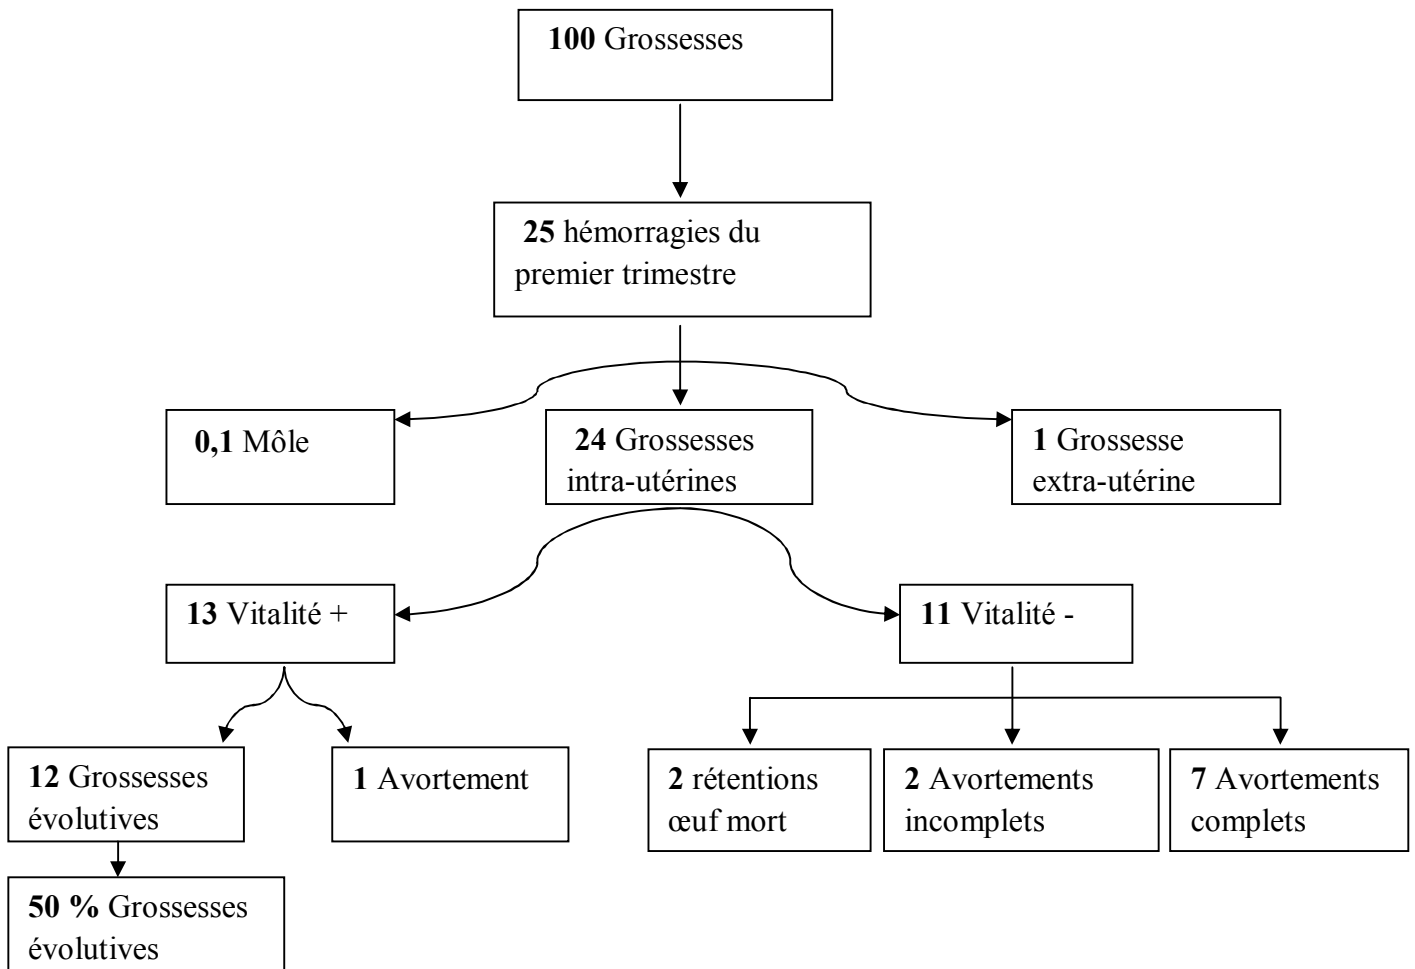 100 Grossesses
25 hémorragies du
premier trimestre
0,1 Môle
24 Grossesses
intra-utérines
1 Grossesse
extra-utérine
13 Vitalité +
11 Vitalité -
12 Grossesses
évolutives
1 Avortement
2 rétentions
œuf mort
2 Avortements
incomplets
7 Avortements
complets
50 % Grossesses
évolutives